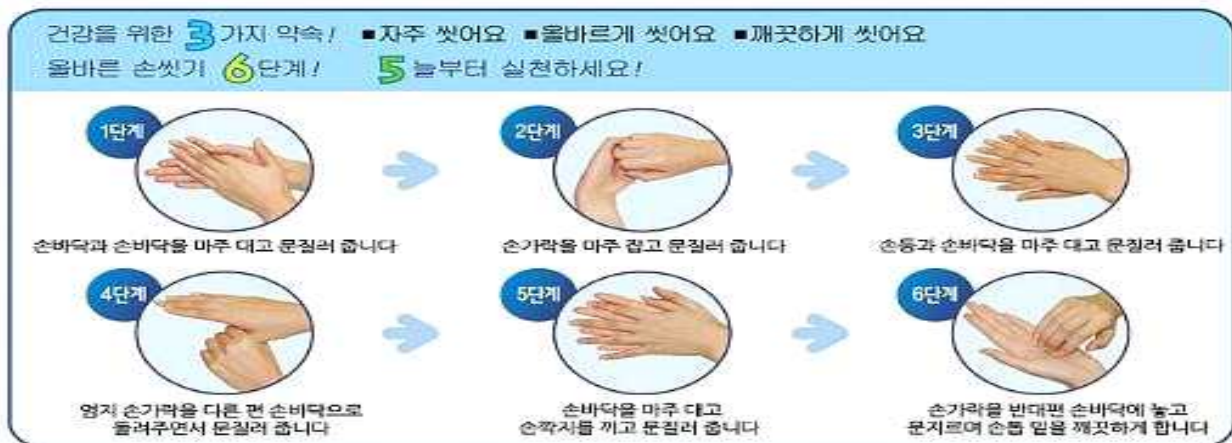 건강을 위한 3가지 약속! ■자주 씻어요 ■올바르게 씻어요 ■깨끗하게 씻어요
올바른 손씻기 6단계! 5늘부터 실천하세요!
1단계
손바닥과 손바닥을 마주 대고 문질러 줍니다
2단계
손가락을 마주 잡고 문질러 줍니다
3단계
손등과 손바닥을 마주 대고 문질러 줍니다
4단계
엄지 손가락을 다른 편 손바닥으로
돌려주면서 문질러 줍니다
5단계
손바닥을 마주 대고
손깍지를 끼고 문질러 줍니다
6단계
손가락을 반대편 손바닥에 놓고
문지르며 손톱 밑을 깨끗하게 합니다